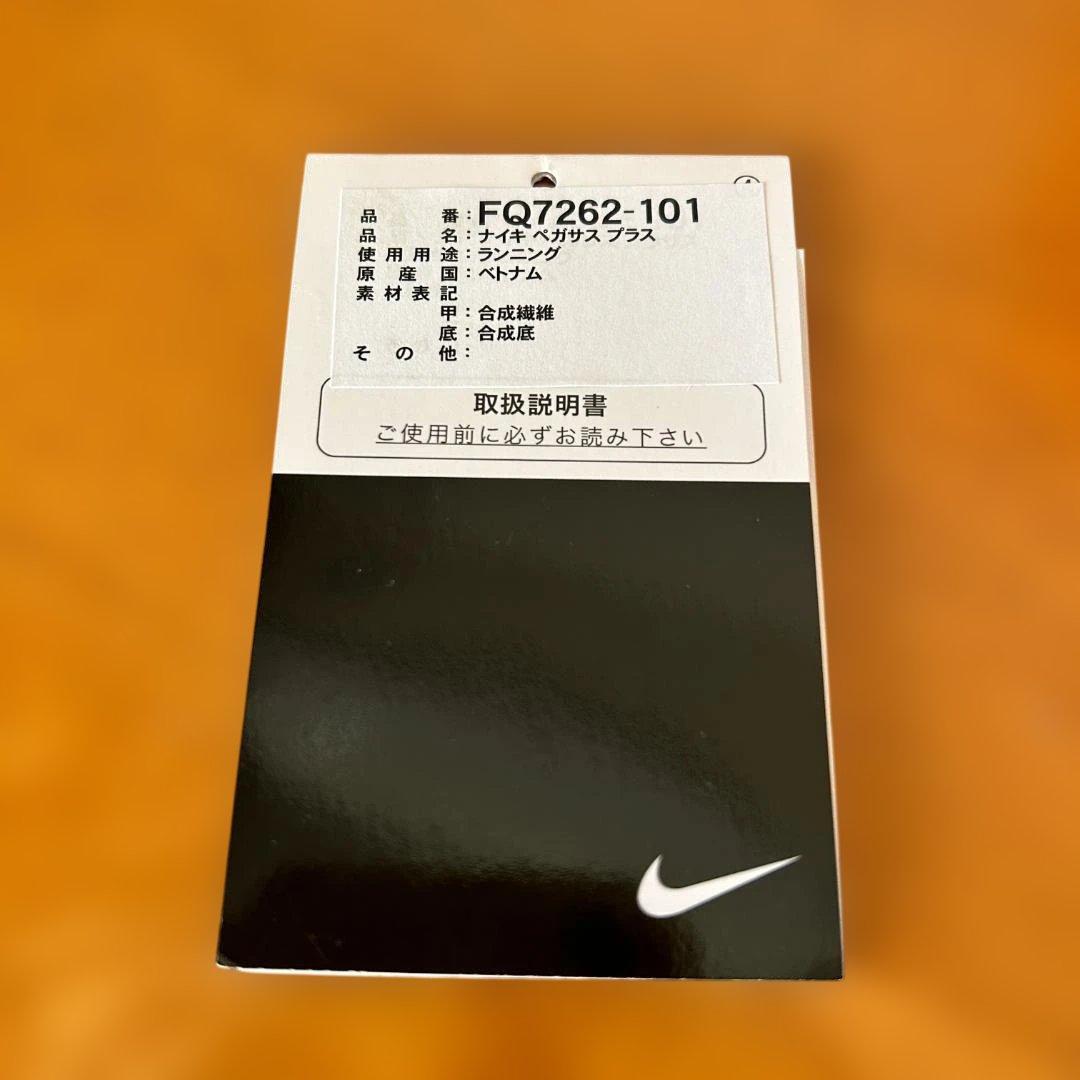 品番：FQ7262-101
品名：ナイキ ペガサス プラス
使用用途：ランニング
原産国：ベトナム
素材表記
甲：合成繊維
底：合成底
その他：
取扱説明書
ご使用前に必ずお読み下さい